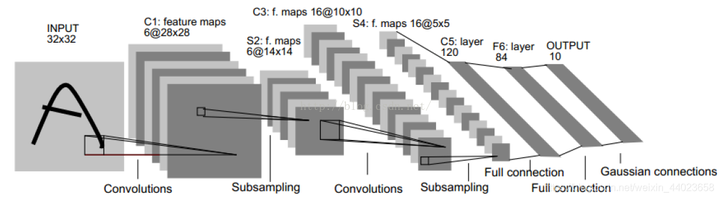 INPUT
32x32
C1: feature maps
6@28x28
S2: f. maps
6@14x14
C3: f. maps 16@10x10
S4: f. maps 16@5x5
C5: layer
120
F6: layer
84
OUTPUT
10
Convolutions
Subsampling
Convolutions
Subsampling
Full connection
Full connection
Gaussian connections